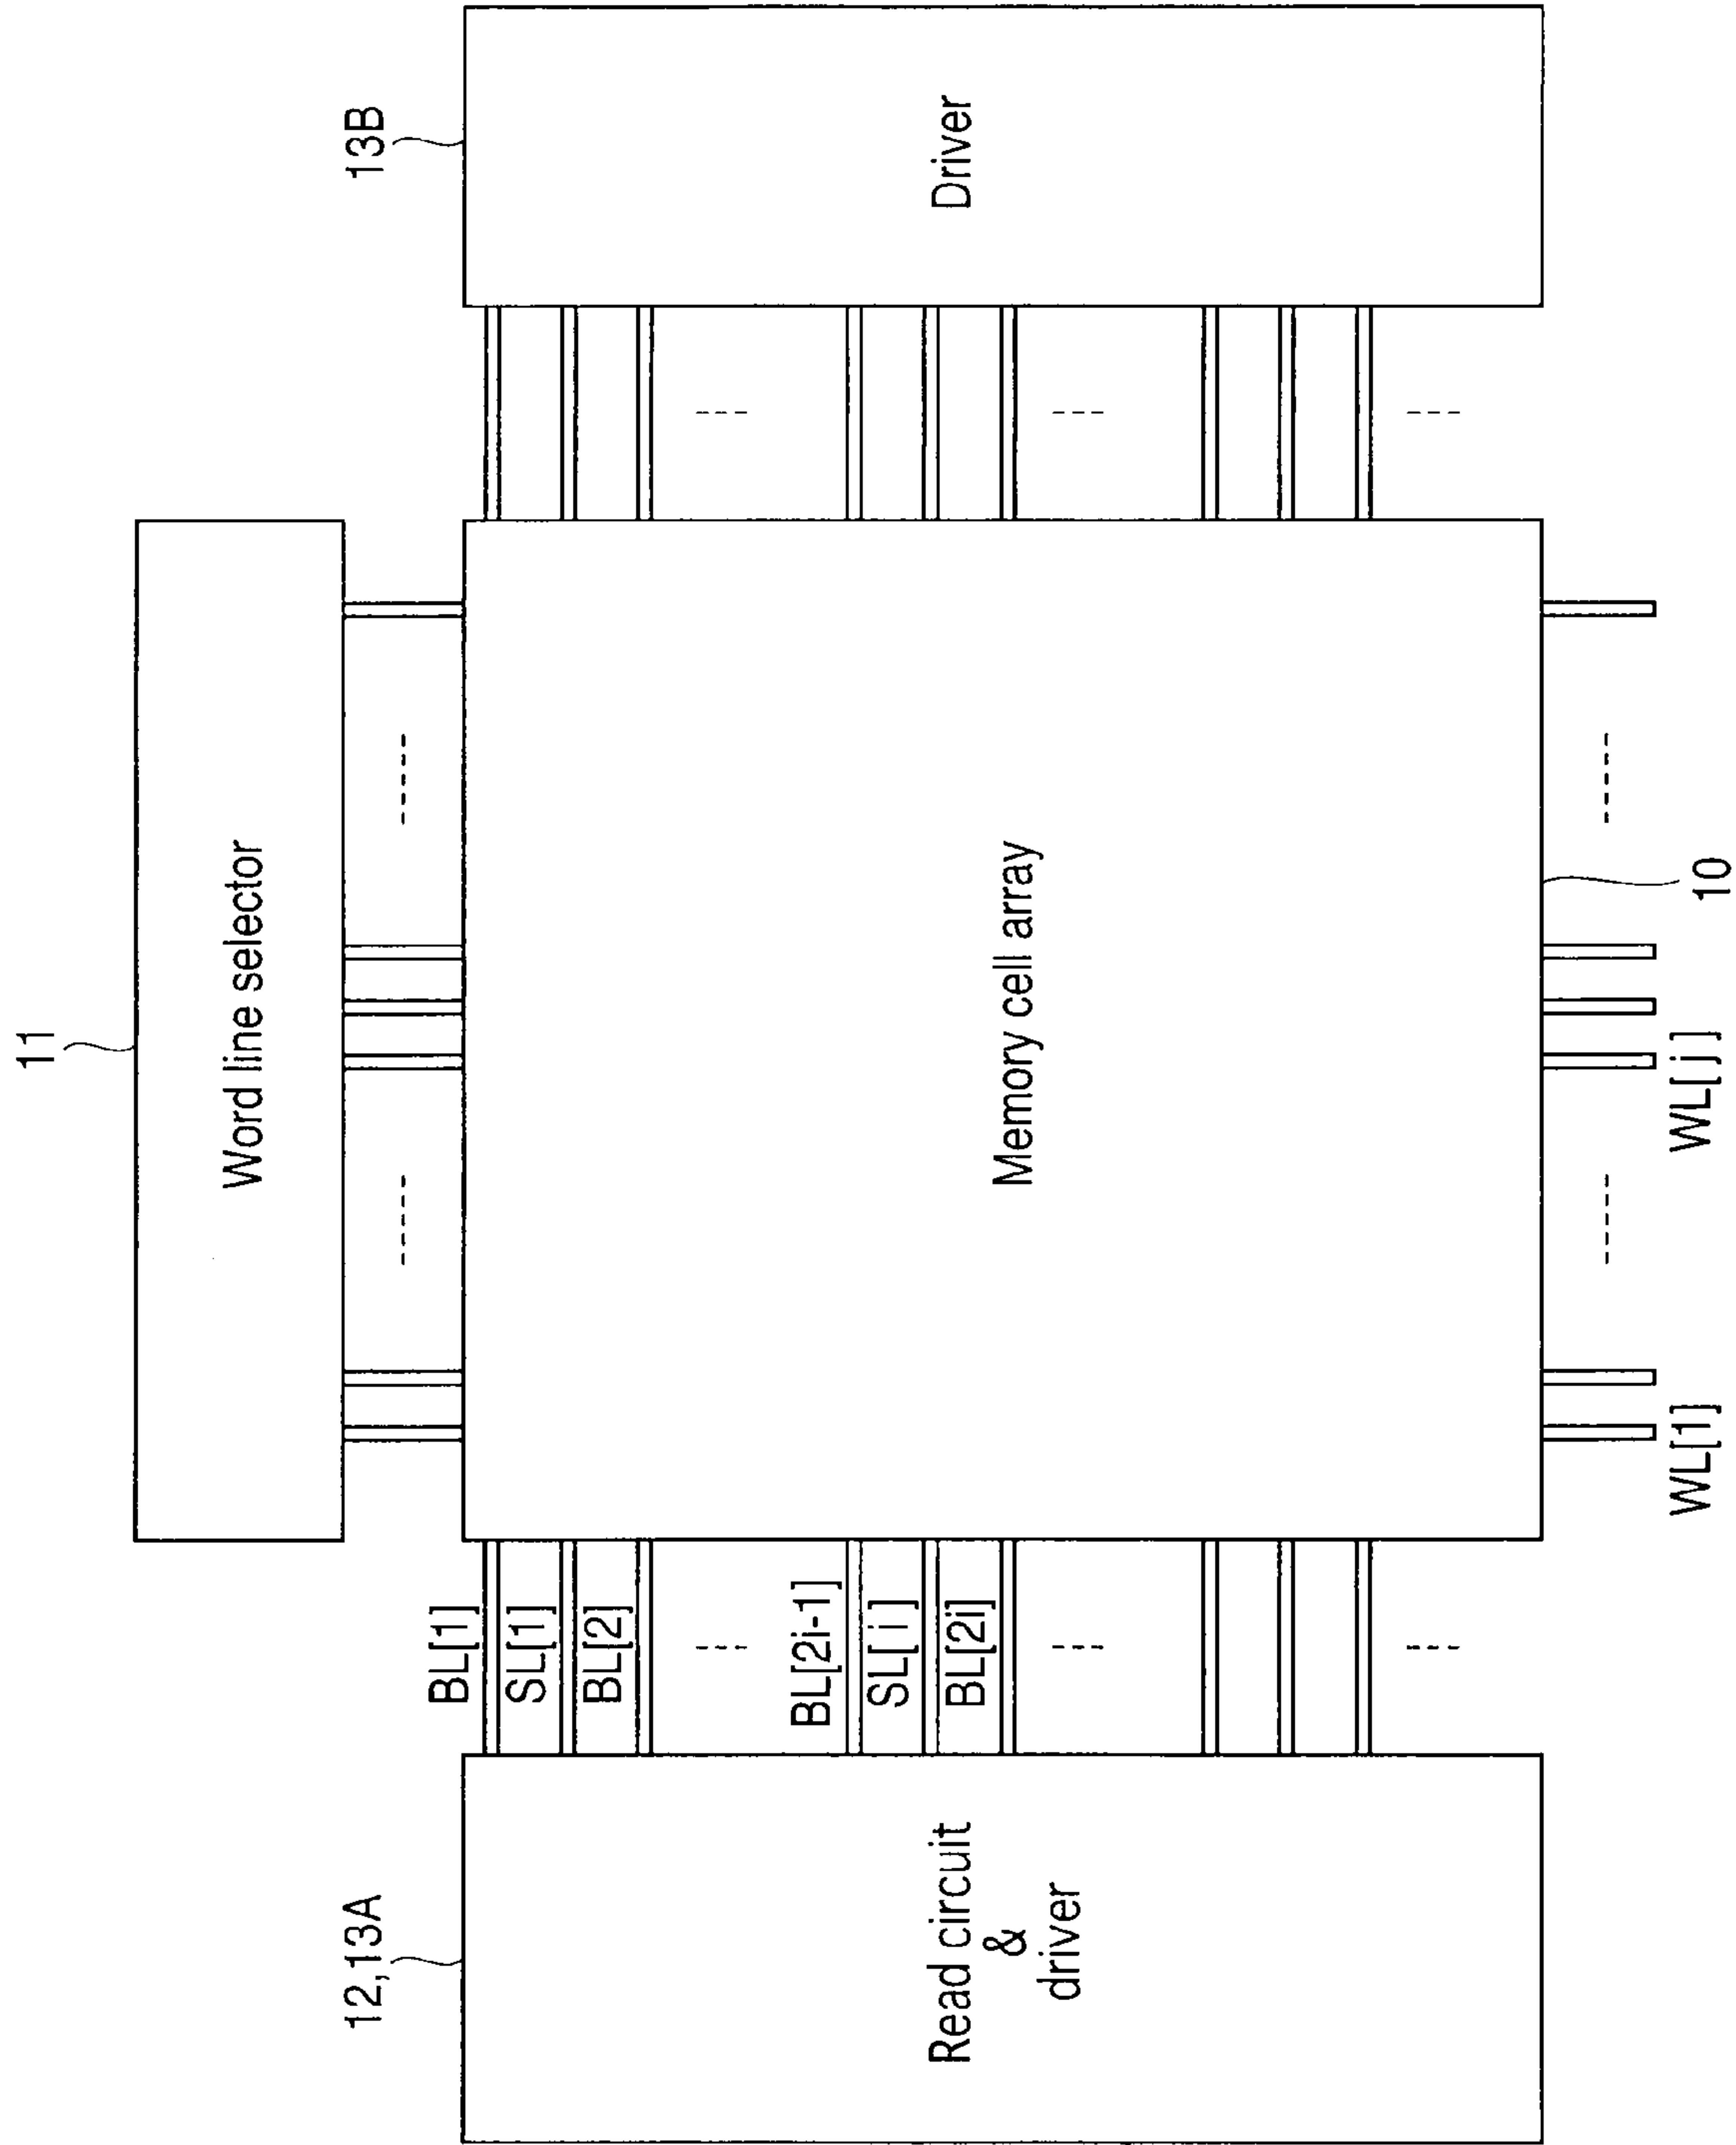 11
Word line selector
12,13A
Read circuit
&
driver
BL[1]
SL[1]
BL[2]
BL[2i-1]
SL[i]
BL[2i]
Memory cell array
13B
Driver
WL[1]
WL[j]
10